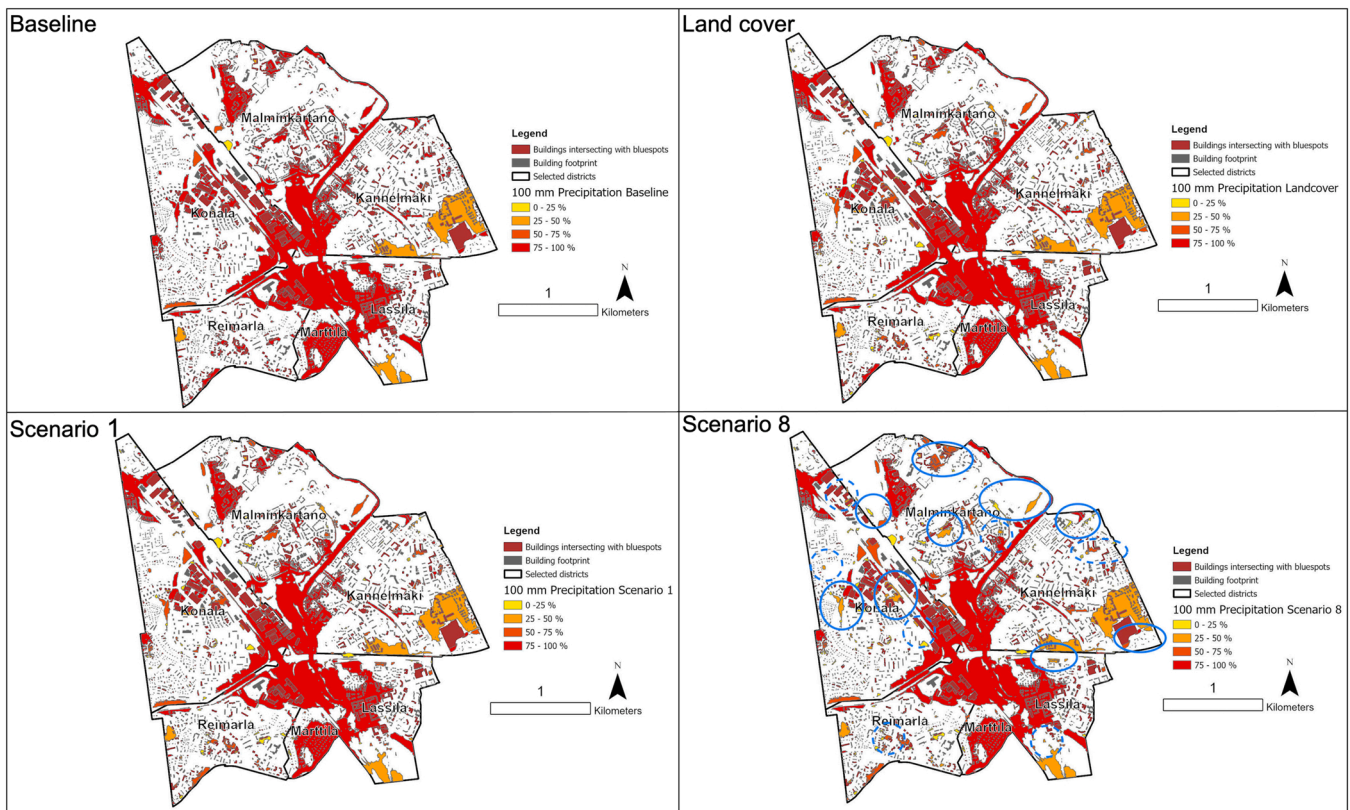 Baseline
Malminkartano
Kannelmäki
Konala
Reimarla
Marttila
Lassila
Legend
Buildings intersecting with bluespots
Building footprint
Selected districts
100 mm Precipitation Baseline
0 - 25 %
25 - 50 %
50 - 75 %
75 - 100 %
N
1
Kilometers
Land cover
Malminkartano
Kannelmäki
Konala
Reimarla
Marttila
Lassila
Legend
Buildings intersecting with bluespots
Building footprint
Selected districts
100 mm Precipitation Landcover
0 - 25 %
25 - 50 %
50 - 75 %
75 - 100 %
N
1
Kilometers
Scenario 1
Malminkartano
Kannelmäki
Konala
Reimarla
Marttila
Lassila
Legend
Buildings intersecting with bluespots
Building footprint
Selected districts
100 mm Precipitation Scenario 1
0 -25 %
25 - 50 %
50 - 75 %
75 - 100 %
N
1
Kilometers
Scenario 8
Malminkartano
Kannelmäki
Konala
Reimarla
Marttila
Lassila
Legend
Buildings intersecting with bluespots
Building footprint
Selected districts
100 mm Precipitation Scenario 8
0 - 25 %
25 - 50 %
50 - 75 %
75 - 100 %
N
1
Kilometers